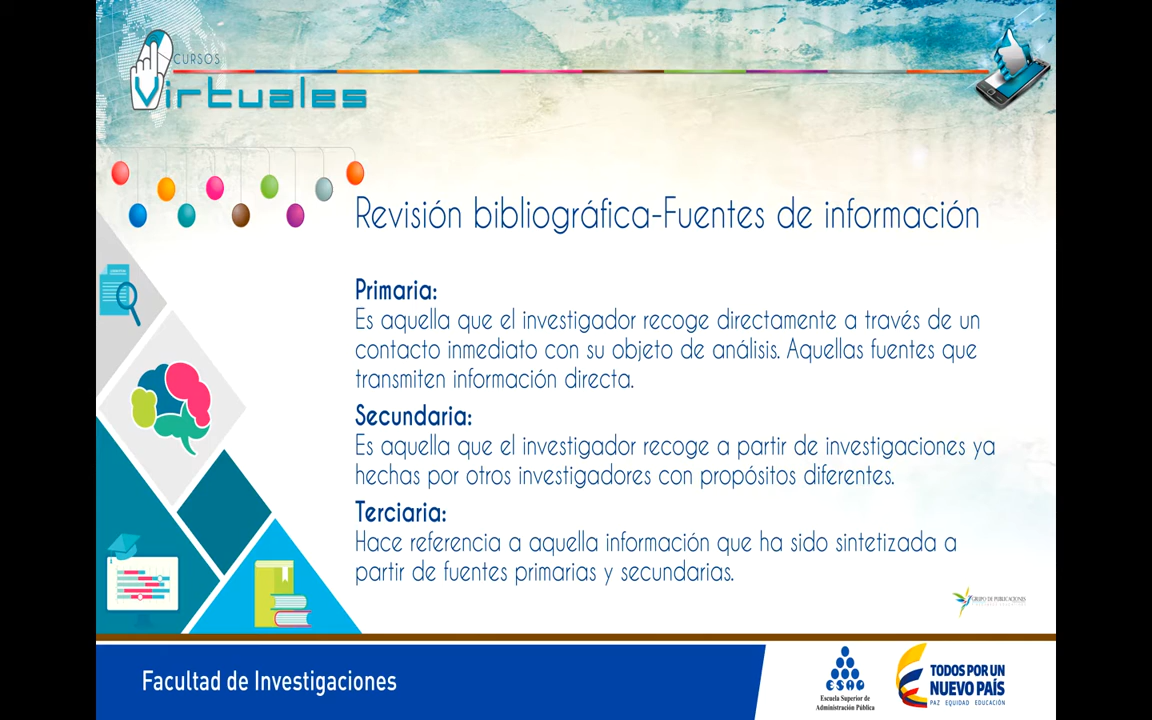 CURSOS
Virtuales
Revisión bibliográfica-Fuentes de información
Primaria:
Es aquella que el investigador recoge directamente a través de un
contacto inmediato con su objeto de análisis. Aquellas fuentes que
transmiten información directa.
Secundaria:
Es aquella que el investigador recoge a partir de investigaciones ya
hechas por otros investigadores con propósitos diferentes.
Terciaria:
Hace referencia a aquella información que ha sido sintetizada a
partir de fuentes primarias y secundarias.
GRUPO DE PUBLICACIONES
Facultad de Investigaciones
ESAP
Escuela Superior de
Administración Pública
TODOS POR UN
NUEVO PAÍS
PAZ EQUIDAD EDUCACIÓN